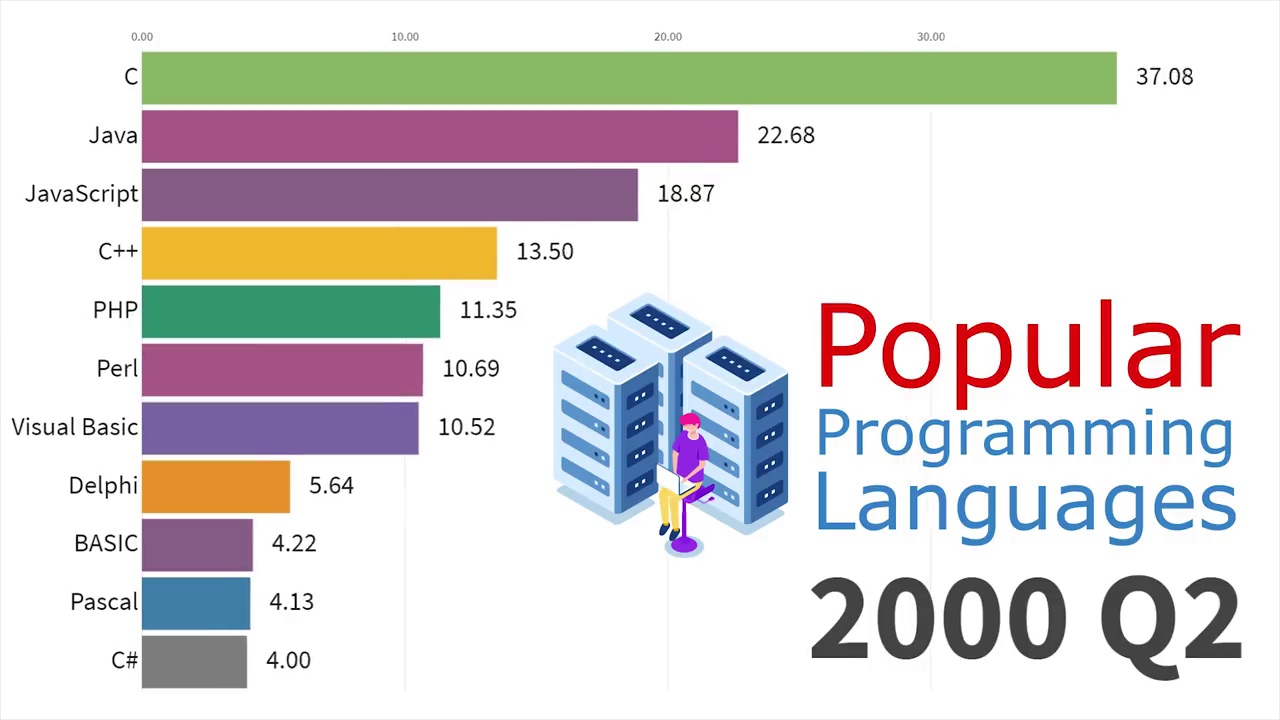 0.00 10.00 20.00 30.00
C 37.08
Java 22.68
JavaScript 18.87
C++ 13.50
PHP 11.35
Perl 10.69
Visual Basic 10.52
Delphi 5.64
BASIC 4.22
Pascal 4.13
C# 4.00
Popular
Programming
Languages
2000 Q2